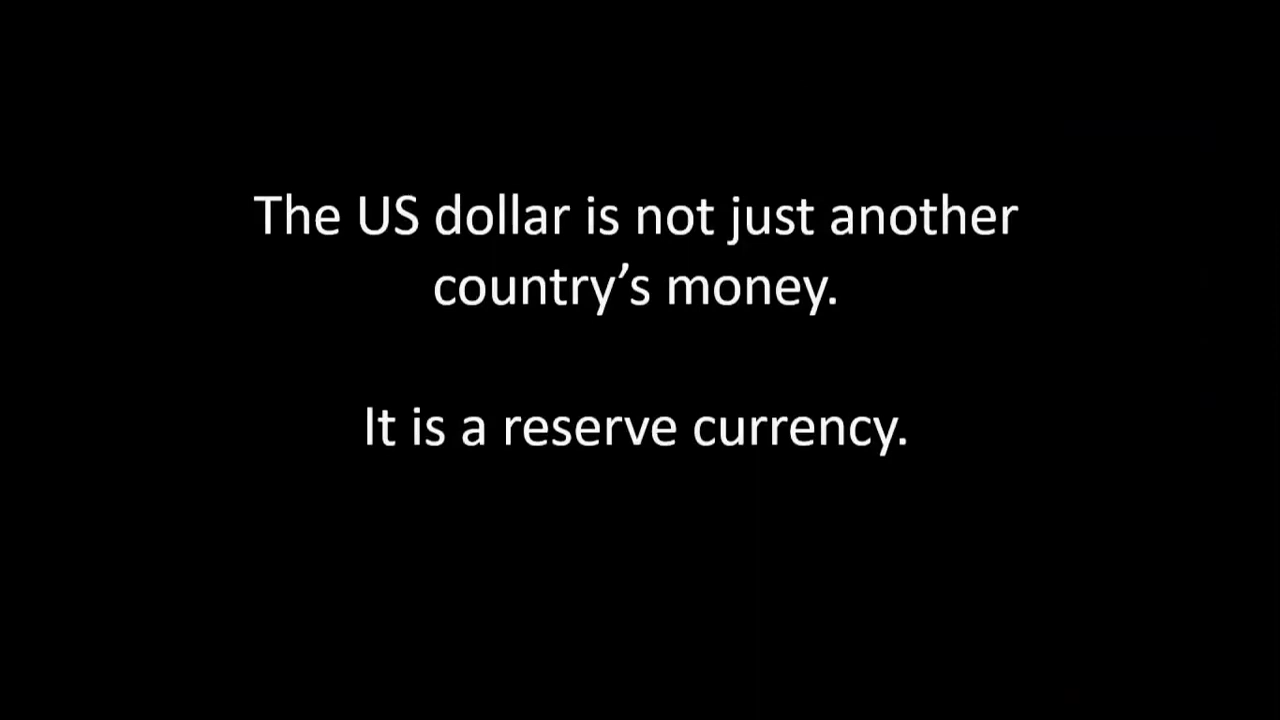 The US dollar is not just another
country’s money.
It is a reserve currency.